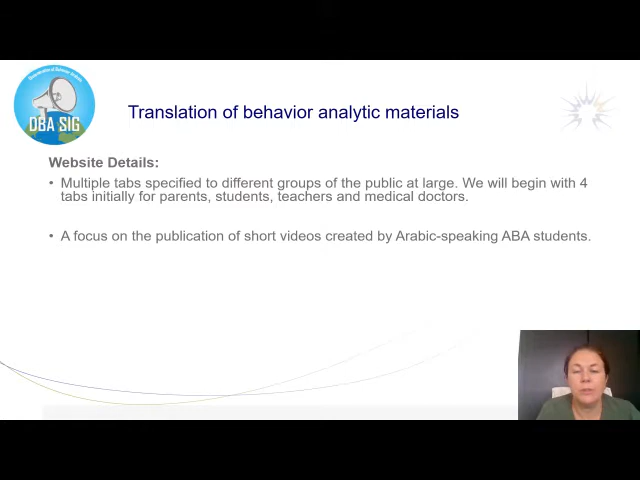 DBA SIG
Translation of behavior analytic materials
Website Details:
• Multiple tabs specified to different groups of the public at large. We will begin with 4
tabs initially for parents, students, teachers and medical doctors.
• A focus on the publication of short videos created by Arabic-speaking ABA students.